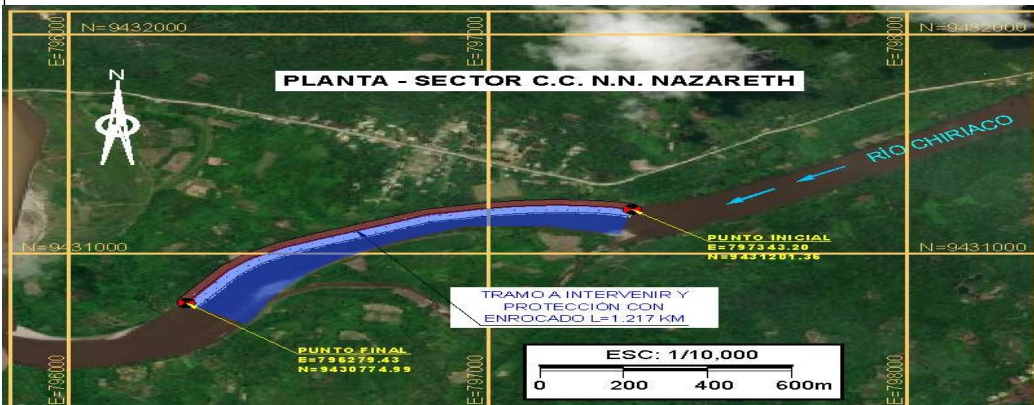 N=9432000
N=9432000
E=796000
E=797000
E=798000
N
PLANTA - SECTOR C.C. N.N. NAZARETH
RÍO CHIRIACO
PUNTO INICIAL
E=797343.20
N=9431201.36
N=9431000
N=9431000
TRAMO A INTERVENIR Y
PROTECCIÓN CON
ENROCADO L=1.217 KM
PUNTO FINAL
E=796279.43
N=9430774.99
ESC: 1/10,000
0 200 400 600m
E=796000
E=797000
E=798000